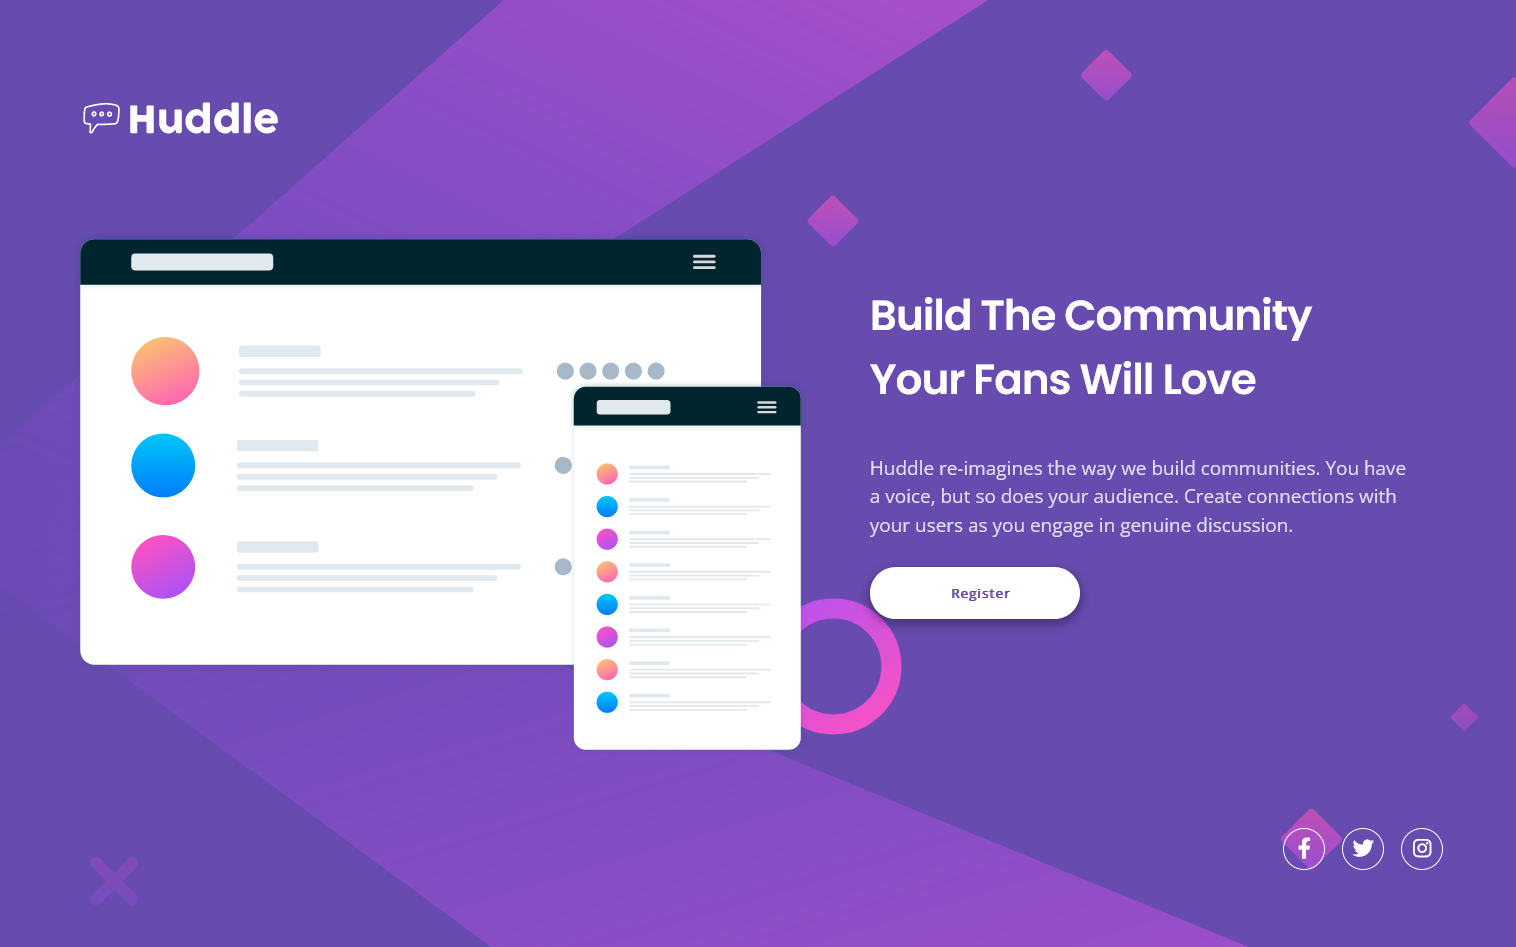 Huddle
Build The Community
Your Fans Will Love
Huddle re-imagines the way we build communities. You have
a voice, but so does your audience. Create connections with
your users as you engage in genuine discussion.
Register